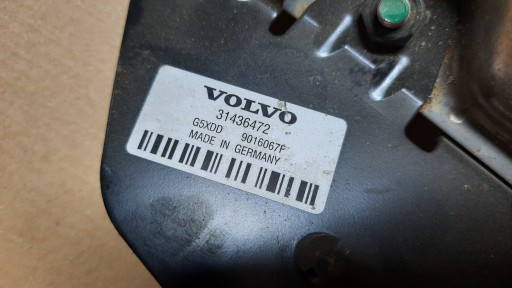 VOLVO
31436472
G5XDD 9016067F
MADE IN GERMANY